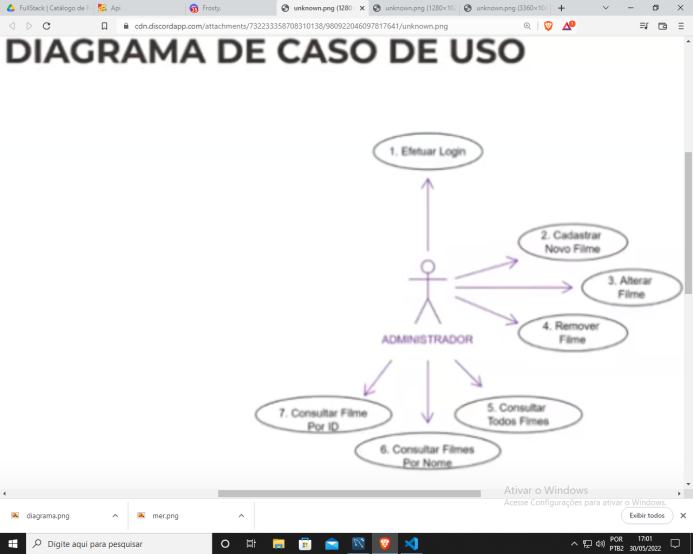 FullStack | Catálogo de F
Api
Frosty.
unknown.png (1280×
unknown.png (1280×10
unknown.png (3360×10
cdn.discordapp.com/attachments/732233358708310138/980922046097817641/unknown.png
DIAGRAMA DE CASO DE USO
1. Efetuar Login
2. Cadastrar
Novo Filme
3. Alterar
Filme
4. Remover
Filme
ADMINISTRADOR
5. Consultar
Todos Flmes
7. Consultar Filme
Por ID
6. Consultar Filmes
Por Nome
Ativar o Windows
Acesse Configurações para ativar o Windows.
diagrama.png
mer.png
Exibir todos
Digite aqui para pesquisar
POR
PTB2
17:01
30/05/2022